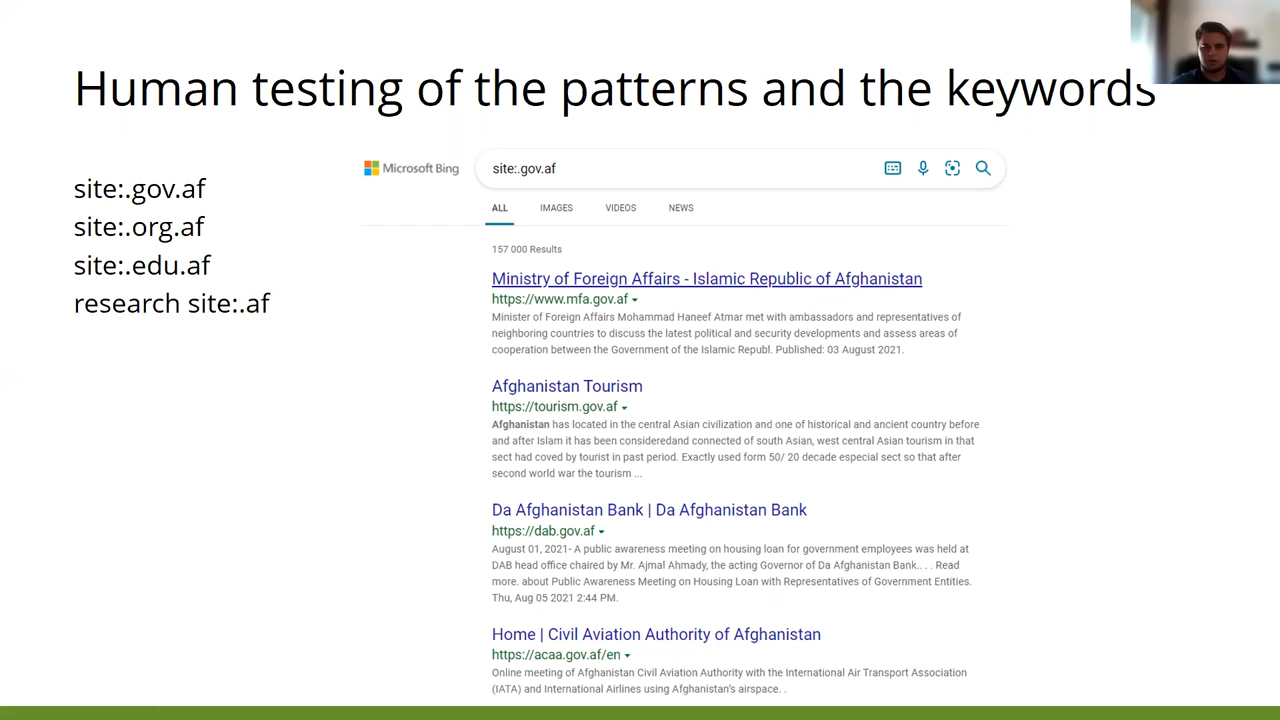 Human testing of the patterns and the keywords
site:.gov.af
site:.org.af
site:.edu.af
research site:.af
Microsoft Bing
site:.gov.af
ALL IMAGES VIDEOS NEWS
157 000 Results
Ministry of Foreign Affairs - Islamic Republic of Afghanistan
https://www.mfa.gov.af
Minister of Foreign Affairs Mohammad Haneef Atmar met with ambassadors and representatives of
neighboring countries to discuss the latest political and security developments and assess areas of
cooperation between the Government of the Islamic Republ. Published: 03 August 2021.
Afghanistan Tourism
https://tourism.gov.af
Afghanistan has located in the central Asian civilization and one of historical and ancient country before
and after Islam it has been consideredand connected of south Asian, west central Asian tourism in that
sect had coved by tourist in past period. Exactly used form 50/ 20 decade especial sect so that after
second world war the tourism ...
Da Afghanistan Bank | Da Afghanistan Bank
https://dab.gov.af
August 01, 2021- A public awareness meeting on housing loan for government employees was held at
DAB head office chaired by Mr. Ajmal Ahmady, the acting Governor of Da Afghanistan Bank.. . . Read
more. about Public Awareness Meeting on Housing Loan with Representatives of Government Entities.
Thu, Aug 05 2021 2:44 PM.
Home | Civil Aviation Authority of Afghanistan
https://acaa.gov.af/en
Online meeting of Afghanistan Civil Aviation Authority with the International Air Transport Association
(IATA) and International Airlines using Afghanistan's airspace. .